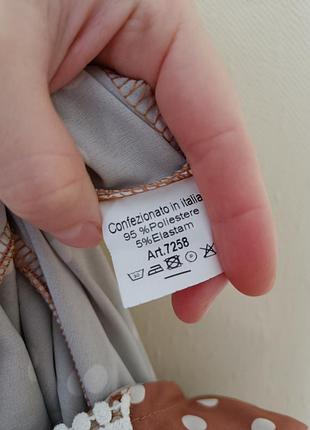 Confezionato in italia
95 %Poliestere
5%Elastam
Art.7258